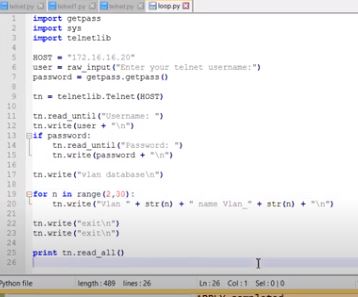 telnet.py telnet1.py telnet.py loop.py
1 import getpass
2 import sys
3 import telnetlib
4
5 HOST = "172.16.16.20"
6 user = raw_input("Enter your telnet username:")
7 password = getpass.getpass()
8
9 tn = telnetlib.Telnet(HOST)
10
11 tn.read_until("Username: ")
12 tn.write(user + "\n")
13 if password:
14 tn.read_until("Password: ")
15 tn.write(password + "\n")
16
17 tn.write("vlan database\n")
18
19 for n in range(2,30):
20 tn.write("Vlan " + str(n) + " name Vlan_" + str(n) + "\n")
21
22 tn.write("exit\n")
23 tn.write("exit\n")
24
25 print tn.read_all()
26
Python file length : 489 lines : 26 Ln : 26 Col : 1 Sel : 0 | 0